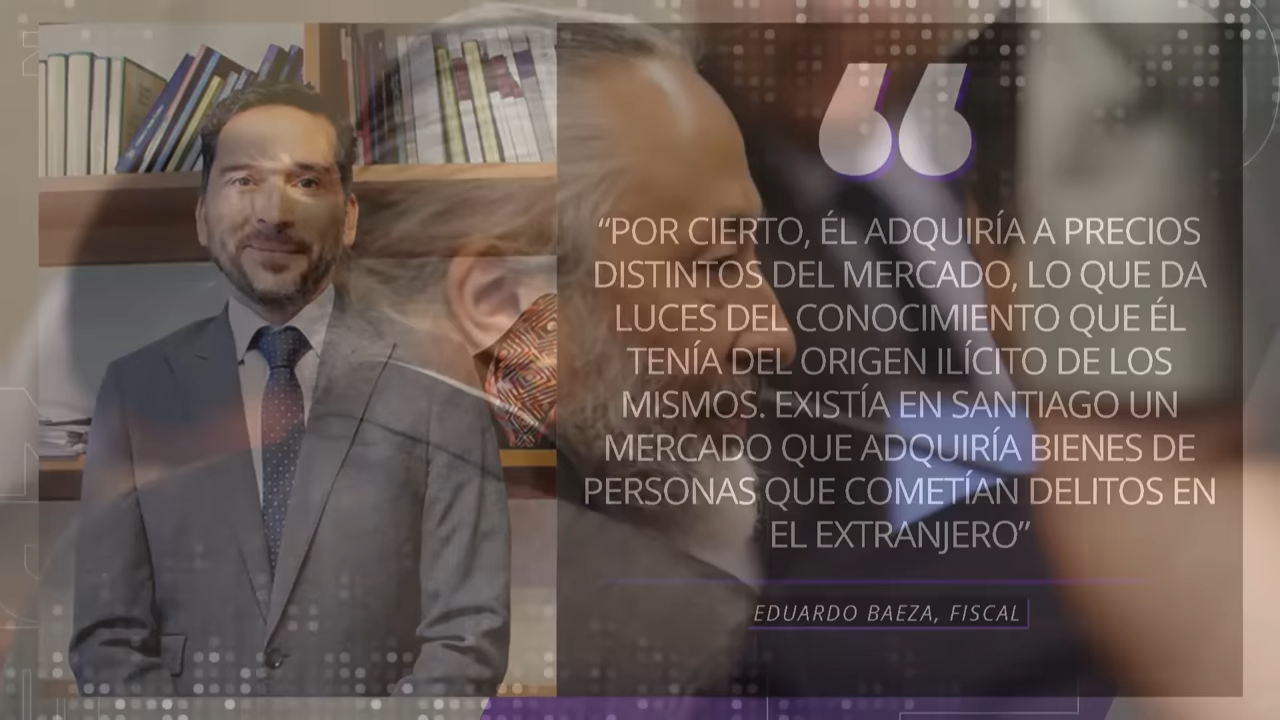 “POR CIERTO, ÉL ADQUIRÍA A PRECIOS
DISTINTOS DEL MERCADO, LO QUE DA
LUCES DEL CONOCIMIENTO QUE ÉL
TENÍA DEL ORIGEN ILÍCITO DE LOS
MISMOS. EXISTÍA EN SANTIAGO UN
MERCADO QUE ADQUIRÍA BIENES DE
PERSONAS QUE COMETÍAN DELITOS EN
EL EXTRANJERO”
EDUARDO BAEZA, FISCAL